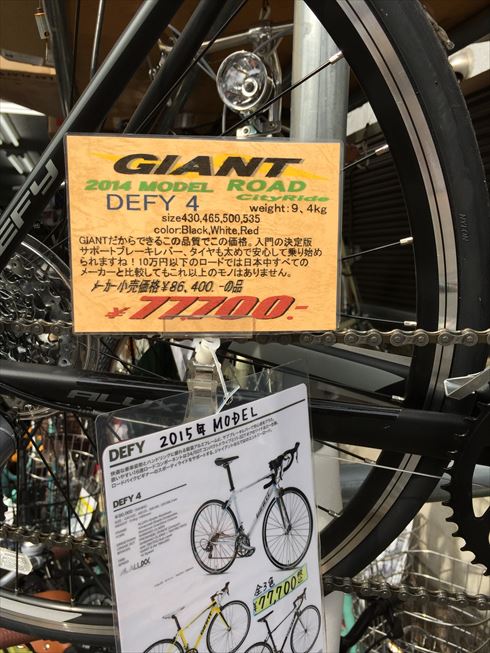 GIANT
2014 MODEL ROAD
CityRide
DEFY 4
weight:9、4kg
size430,465,500,535
color:Black,White,Red
GIANTだからできるこの品質でこの価格。入門の決定版
サポートブレーキレバー、タイヤも太めで安心して乗り始
められますね！10万円以下のロードでは日本中すべての
メーカーと比較してもこれ以上のモノはありません。
メーカー小売価格¥86,400.-の品
¥77700.-
DEFY
ALU
DEFY 2015年 MODEL
DEFY 4
ALUXX
全3色
¥77,700